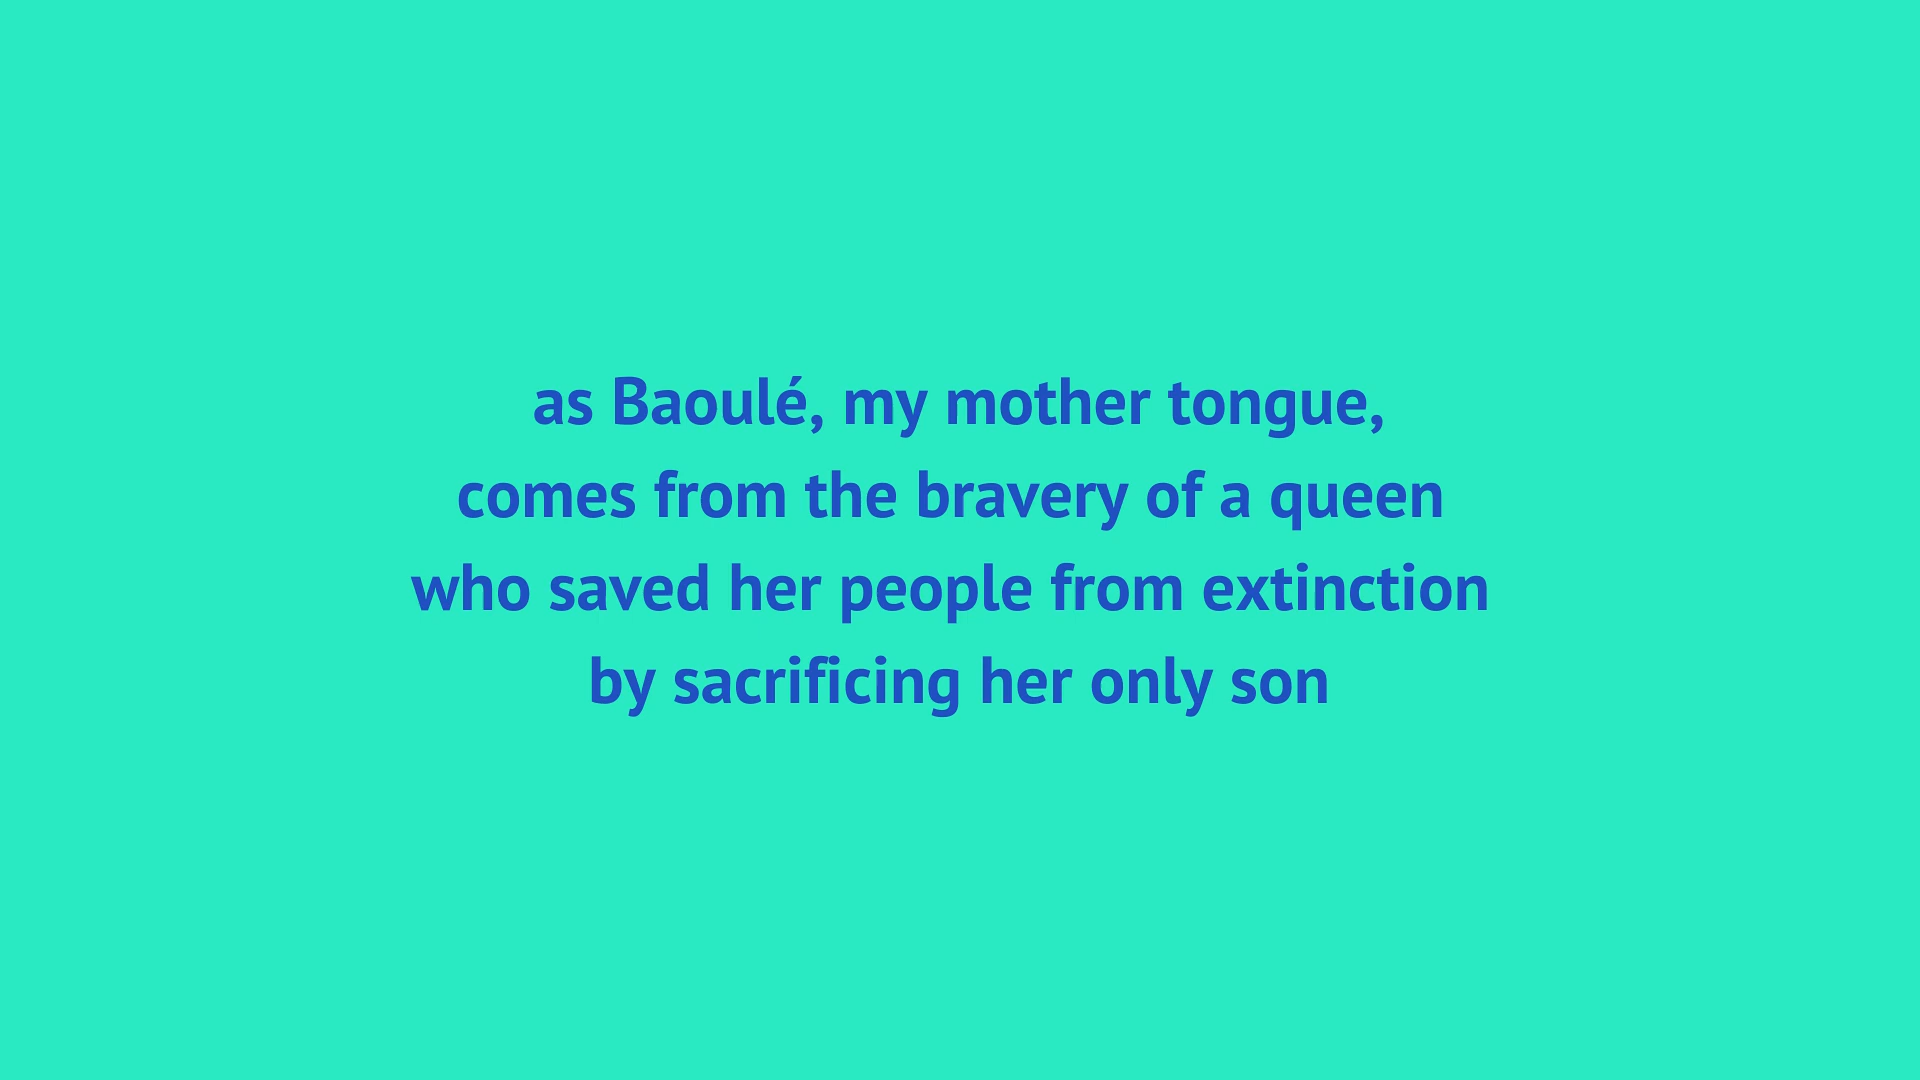 as Baoulé, my mother tongue,
comes from the bravery of a queen
who saved her people from extinction
by sacrificing her only son